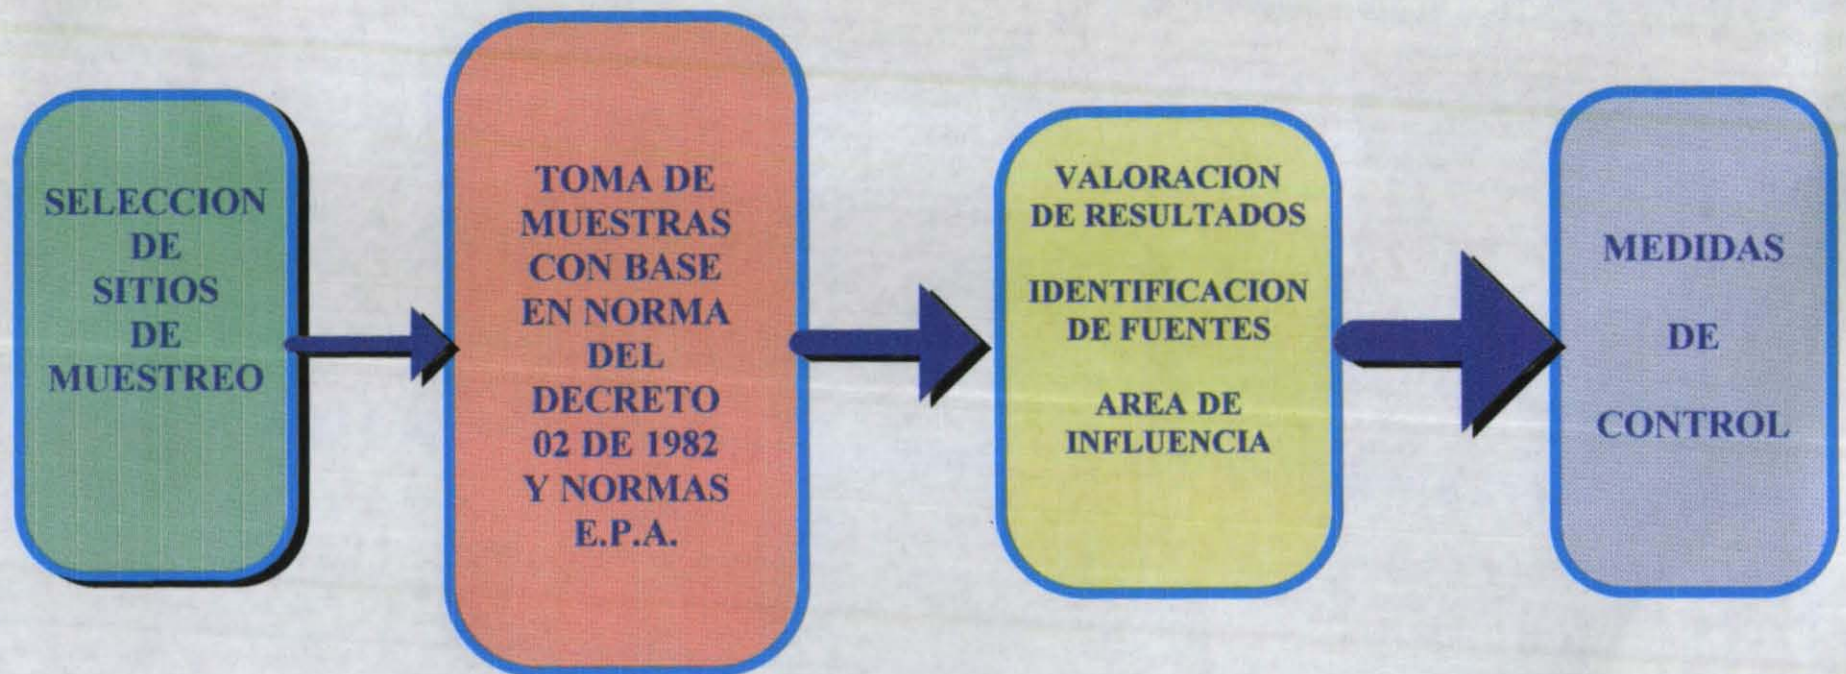 SELECCION
DE
SITIOS
DE
MUESTREO
TOMA DE
MUESTRAS
CON BASE
EN NORMA
DEL
DECRETO
02 DE 1982
Y NORMAS
E.P.A.
VALORACION
DE RESULTADOS
IDENTIFICACION
DE FUENTES
AREA DE
INFLUENCIA
MEDIDAS
DE
CONTROL